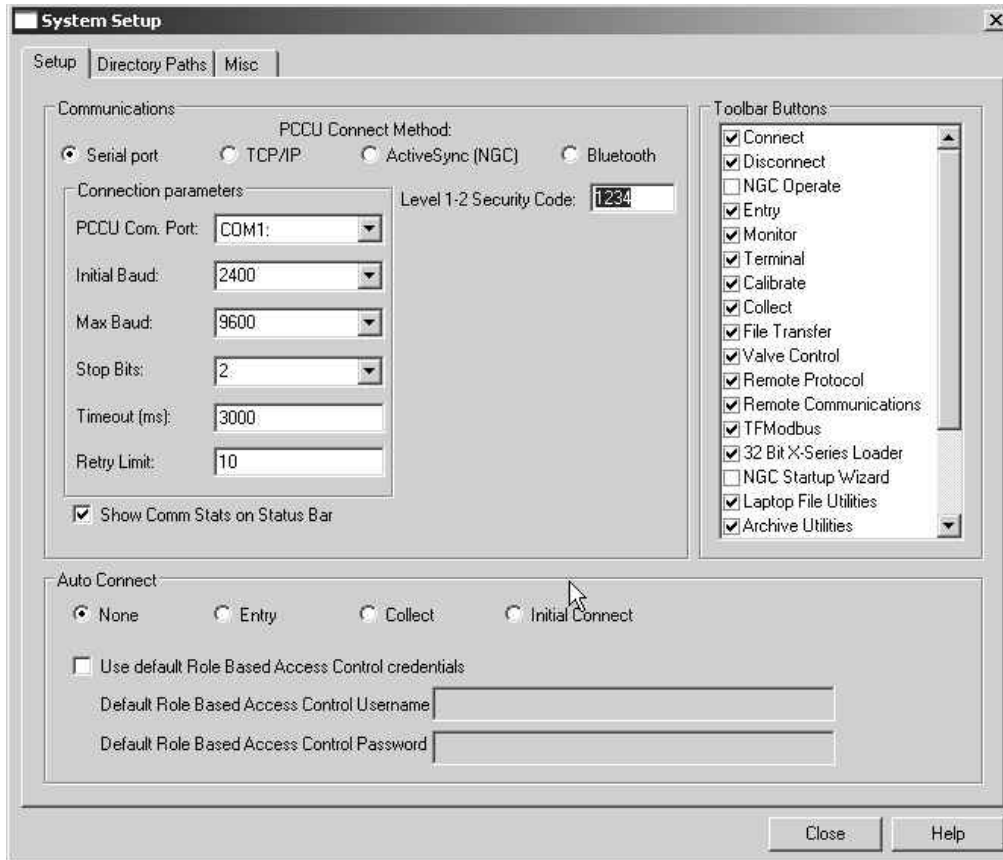 System Setup
Setup Directory Paths Misc
Communications
PCCU Connect Method:
Serial port TCP/IP ActiveSync (NGC) Bluetooth
Connection parameters
Level 1-2 Security Code: 1234
PCCU Com. Port: COM1:
Initial Baud: 2400
Max Baud: 9600
Stop Bits: 2
Timeout (ms): 3000
Retry Limit: 10
Show Comm Stats on Status Bar
Toolbar Buttons
Connect
Disconnect
NGC Operate
Entry
Monitor
Terminal
Calibrate
Collect
File Transfer
Valve Control
Remote Protocol
Remote Communications
TFModbus
32 Bit X-Series Loader
NGC Startup Wizard
Laptop File Utilities
Archive Utilities
Auto Connect
None Entry Collect Initial Connect
Use default Role Based Access Control credentials
Default Role Based Access Control Username
Default Role Based Access Control Password
Close Help